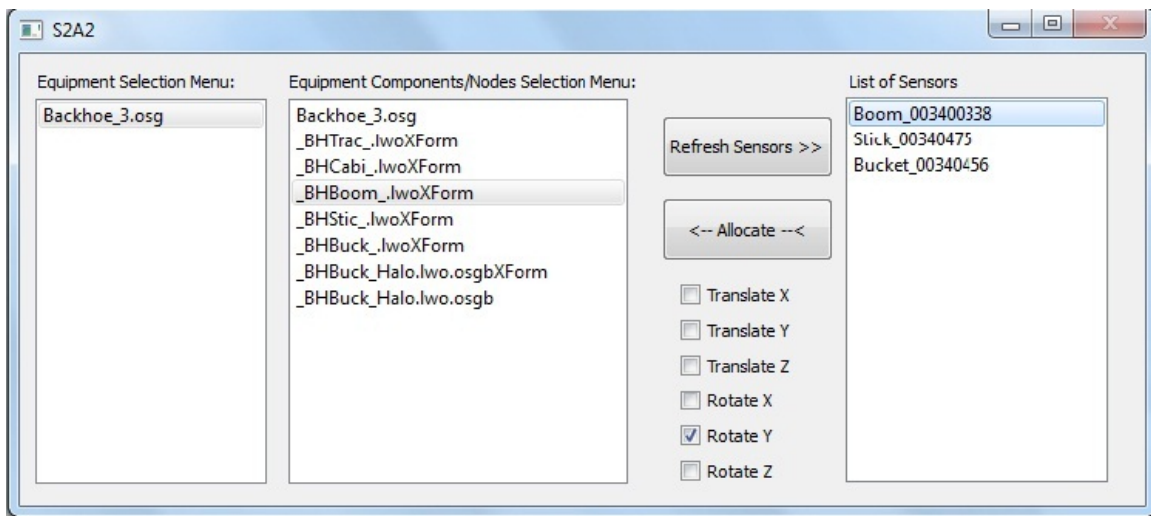 S2A2
Equipment Selection Menu:
Backhoe_3.osg
Equipment Components/Nodes Selection Menu:
Backhoe_3.osg
_BHTrac_.lwoXForm
_BHCabi_.lwoXForm
_BHBoom_.lwoXForm
_BHStic_.lwoXForm
_BHBuck_.lwoXForm
_BHBuck_Halo.lwo.osgbXForm
_BHBuck_Halo.lwo.osgb
Refresh Sensors >>
<-- Allocate --<
Translate X
Translate Y
Translate Z
Rotate X
Rotate Y
Rotate Z
List of Sensors
Boom_003400338
Stick_00340475
Bucket_00340456